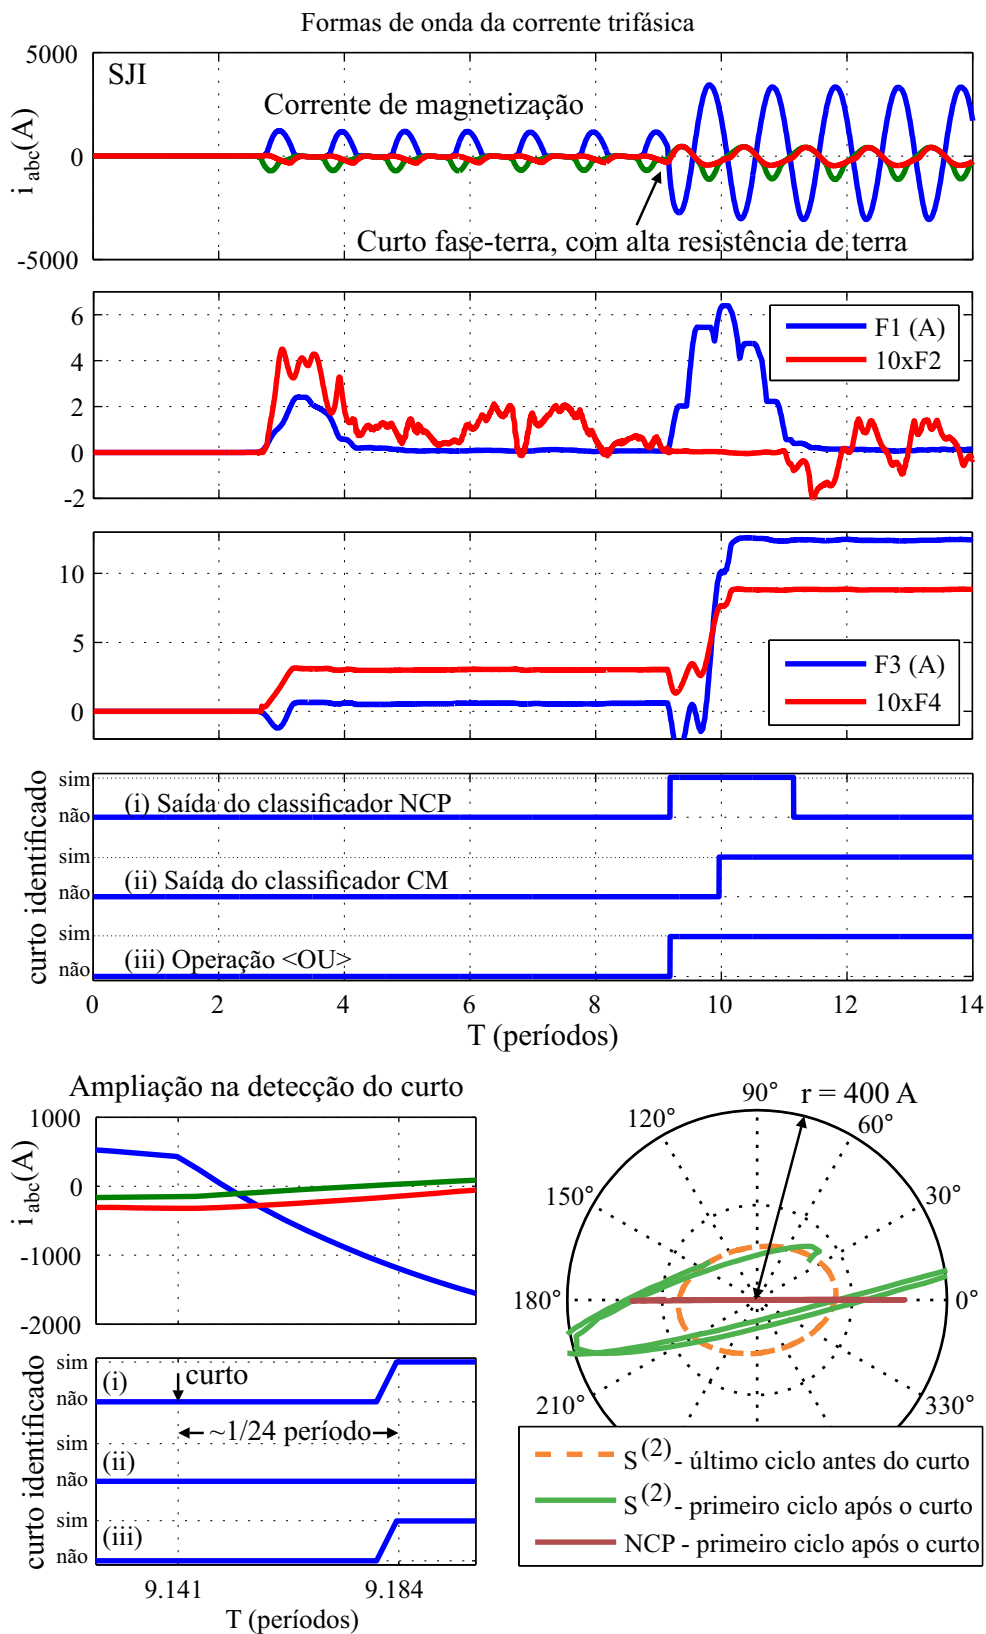 Formas de onda da corrente trifásica
5000
0
-5000
i abc(A)
SJI
Corrente de magnetização
Curto fase-terra, com alta resistência de terra
6
4
2
0
-2
F1 (A)
10xF2
10
5
0
F3 (A)
10xF4
curto identificado
sim
não
(i) Saída do classificador NCP
sim
não
(ii) Saída do classificador CM
sim
não
(iii) Operação <OU>
0 2 4 6 8 10 12 14
T (períodos)
Ampliação na detecção do curto
1000
0
-1000
-2000
i abc(A)
curto identificado
sim
não
(i)
curto
~1/24 período
sim
não
(ii)
sim
não
(iii)
9.141 9.184
T (períodos)
90°
r = 400 A
120°
60°
150°
30°
180°
0°
210°
330°
S(2) - último ciclo antes do curto
S(2) - primeiro ciclo após o curto
NCP - primeiro ciclo após o curto